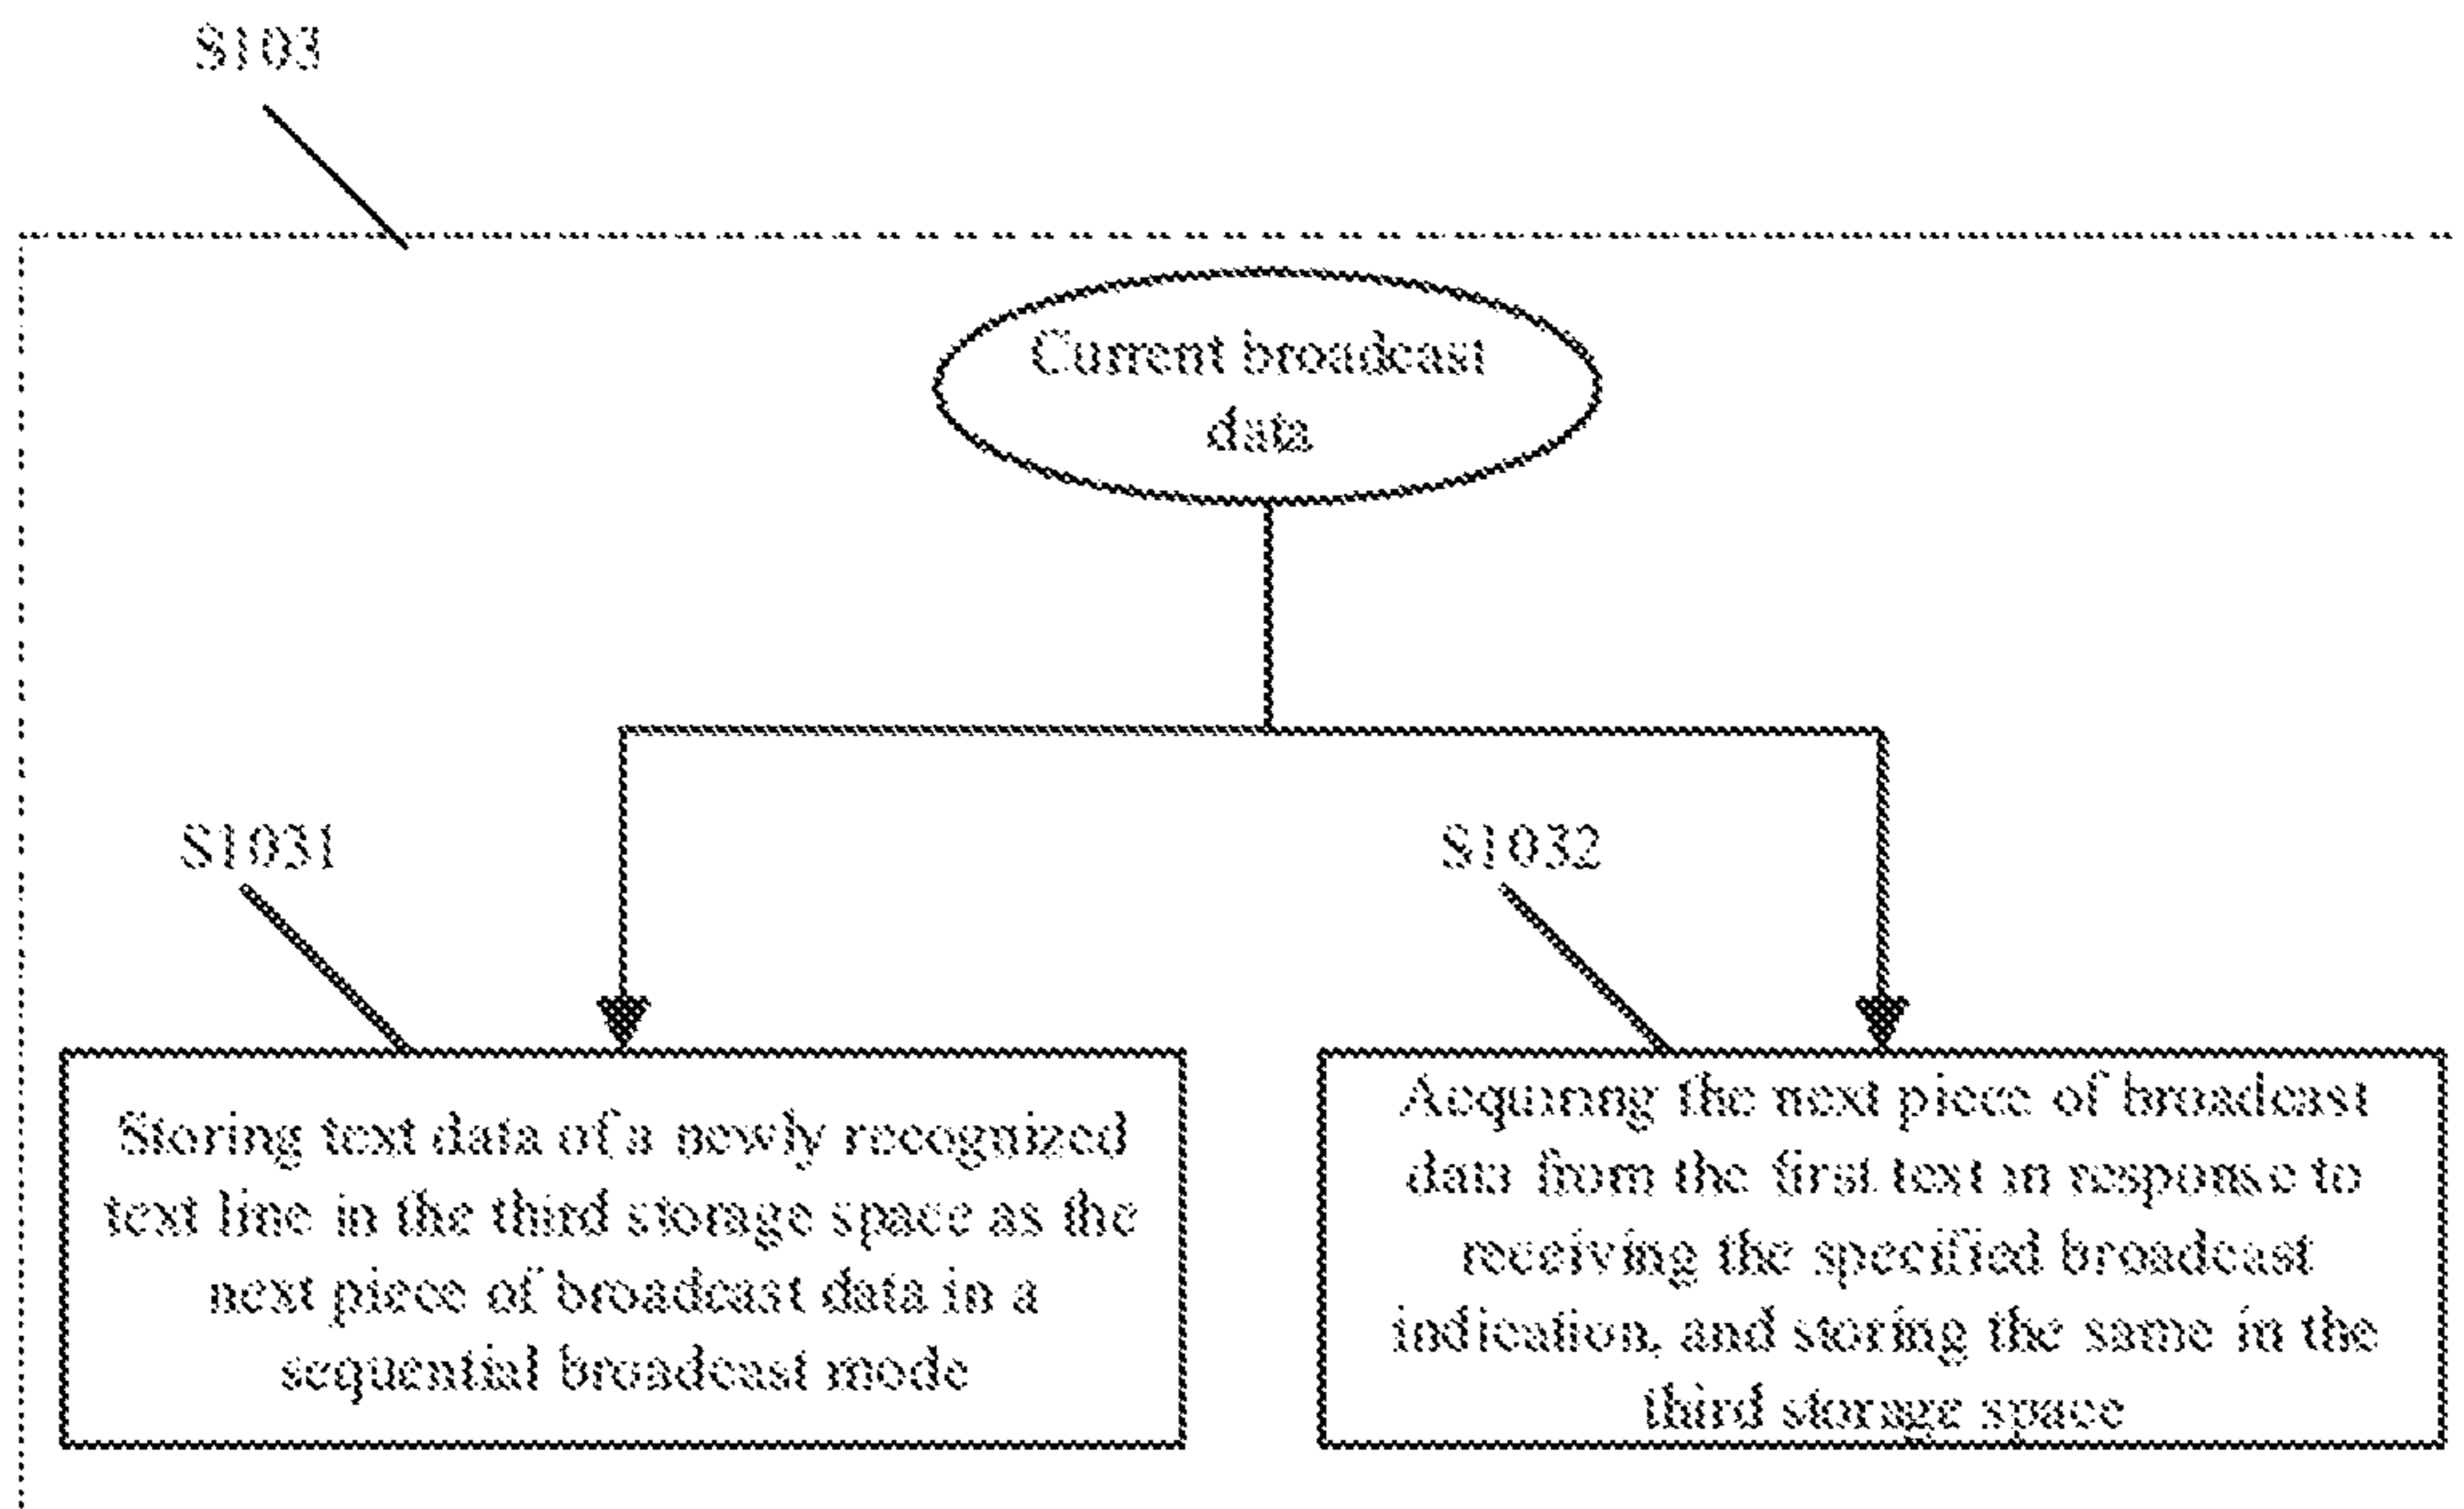 S103
Current broadcast
data
S1031
S1032
Storing text data of a newly recognized
text line in the third storage space as the
next piece of broadcast data in a
sequential broadcast mode
Acquiring the next piece of broadcast
data from the first text in response to
receiving the specified broadcast
indication, and storing the same in the
third storage space